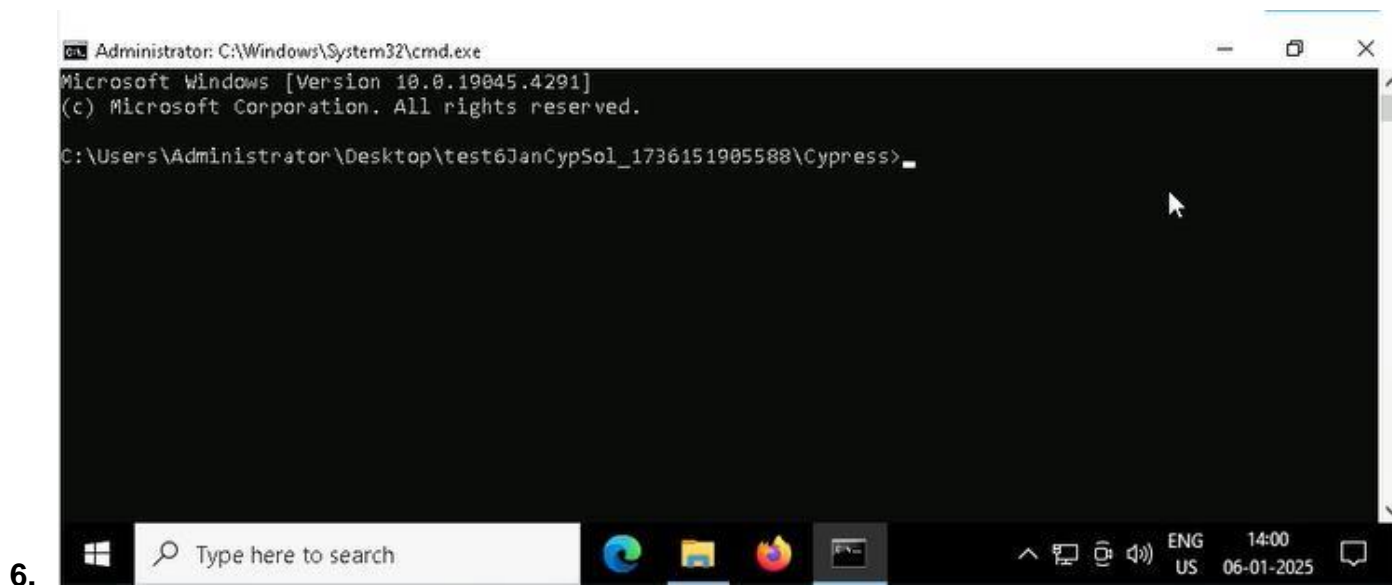 Administrator: C:\Windows\System32\cmd.exe
Microsoft Windows [Version 10.0.19045.4291]
(c) Microsoft Corporation. All rights reserved.
C:\Users\Administrator\Desktop\test6JanCypSol_1736151905588\Cypress>
Type here to search
ENG
US
14:00
06-01-2025
6.